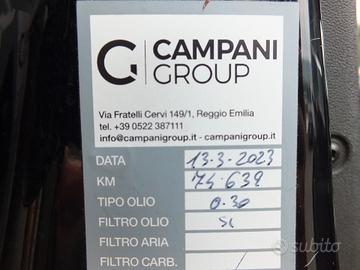 CAMPANI
GROUP
Via Fratelli Cervi 149/1, Reggio Emilia
tel. +39 0522 387111
info@campanigroup.it - campanigroup.it
DATA 13-3-2023
KM 74.639
TIPO OLIO 0.30
FILTRO OLIO SI
FILTRO ARIA
FILTRO CARB. /
subito